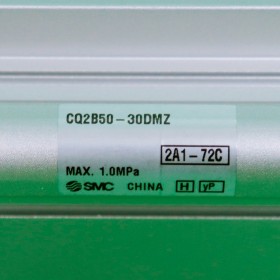 CQ2B50-30DMZ
2A1-72C
MAX. 1.0MPa
SMC CHINA H yP